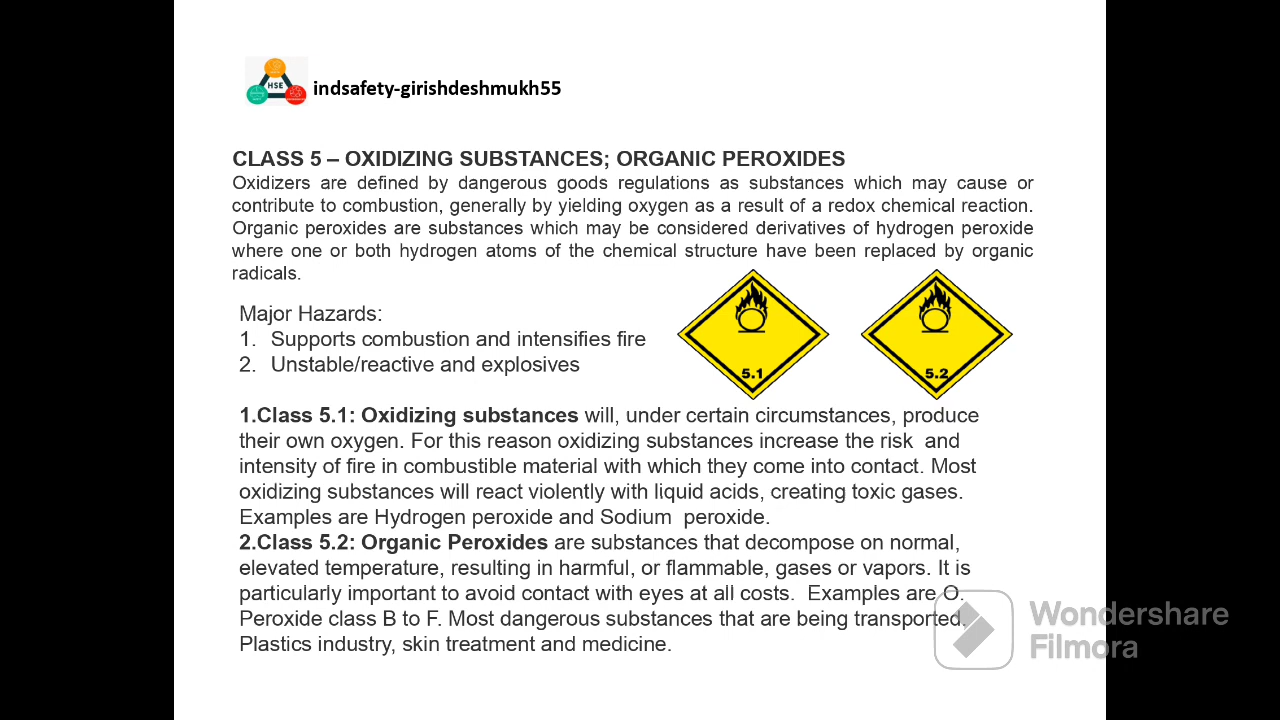 HSE
indsafety-girishdeshmukh55
CLASS 5 – OXIDIZING SUBSTANCES; ORGANIC PEROXIDES
Oxidizers are defined by dangerous goods regulations as substances which may cause or
contribute to combustion, generally by yielding oxygen as a result of a redox chemical reaction.
Organic peroxides are substances which may be considered derivatives of hydrogen peroxide
where one or both hydrogen atoms of the chemical structure have been replaced by organic
radicals.
Major Hazards:
1. Supports combustion and intensifies fire
2. Unstable/reactive and explosives
5.1
5.2
1.Class 5.1: Oxidizing substances will, under certain circumstances, produce
their own oxygen. For this reason oxidizing substances increase the risk and
intensity of fire in combustible material with which they come into contact. Most
oxidizing substances will react violently with liquid acids, creating toxic gases.
Examples are Hydrogen peroxide and Sodium peroxide.
2.Class 5.2: Organic Peroxides are substances that decompose on normal,
elevated temperature, resulting in harmful, or flammable, gases or vapors. It is
particularly important to avoid contact with eyes at all costs. Examples are O.
Peroxide class B to F. Most dangerous substances that are being transported.
Plastics industry, skin treatment and medicine.
Wondershare
Filmora